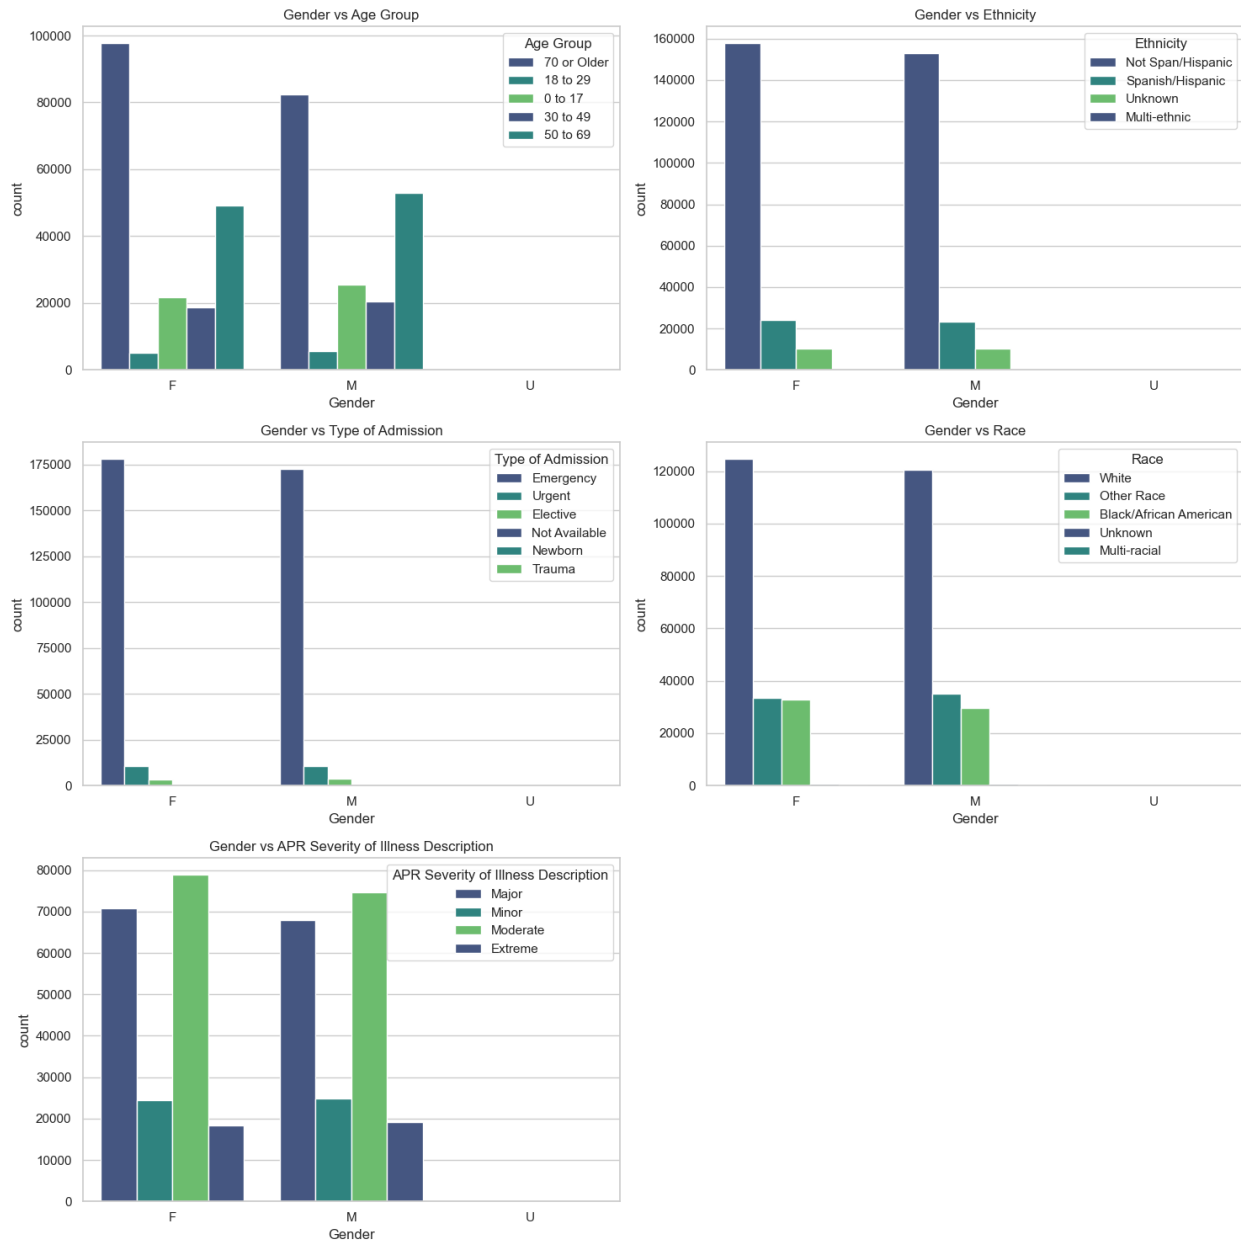 Gender vs Age Group
100000
80000
60000
40000
20000
0
count
F
M
U
Gender
Age Group
70 or Older
18 to 29
0 to 17
30 to 49
50 to 69
Gender vs Ethnicity
160000
140000
120000
100000
80000
60000
40000
20000
0
count
F
M
U
Gender
Ethnicity
Not Span/Hispanic
Spanish/Hispanic
Unknown
Multi-ethnic
Gender vs Type of Admission
175000
150000
125000
100000
75000
50000
25000
0
count
F
M
U
Gender
Type of Admission
Emergency
Urgent
Elective
Not Available
Newborn
Trauma
Gender vs Race
120000
100000
80000
60000
40000
20000
0
count
F
M
U
Gender
Race
White
Other Race
Black/African American
Unknown
Multi-racial
Gender vs APR Severity of Illness Description
80000
70000
60000
50000
40000
30000
20000
10000
0
count
F
M
U
Gender
APR Severity of Illness Description
Major
Minor
Moderate
Extreme